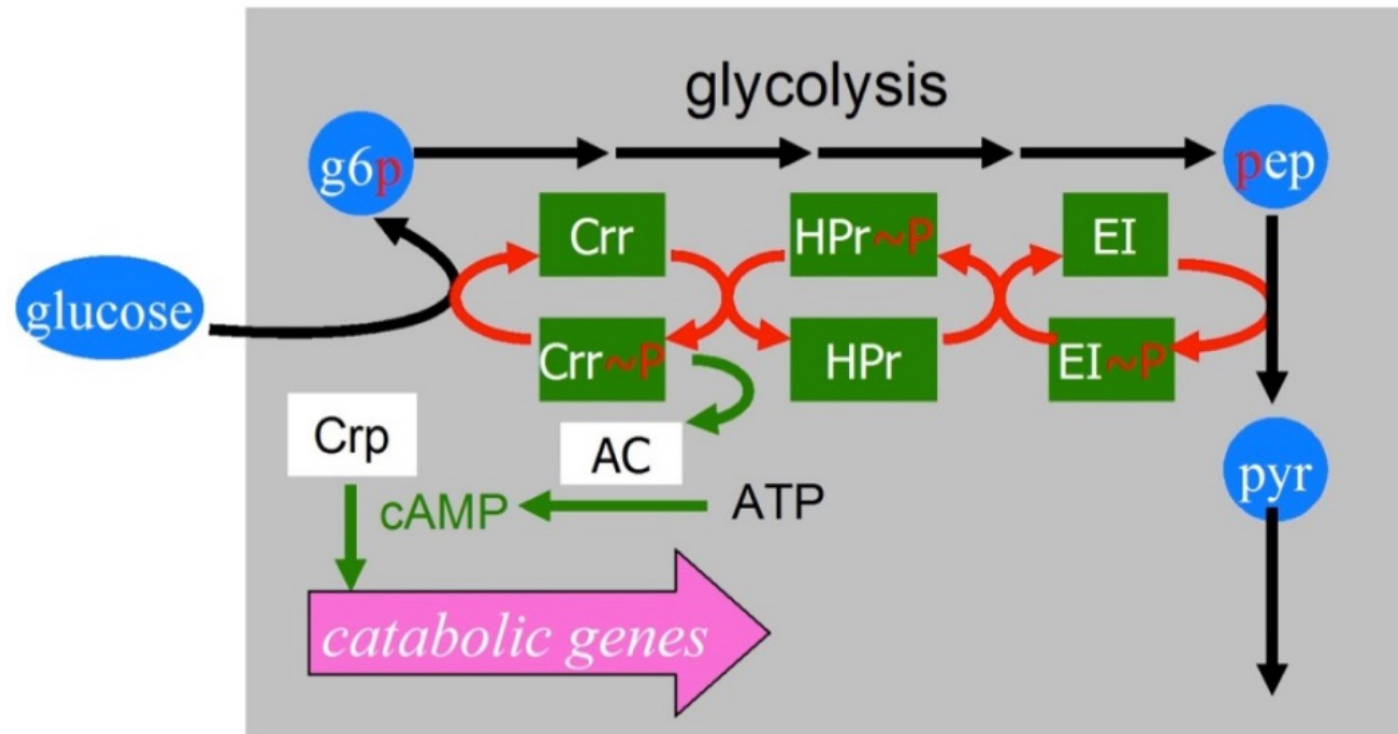 glycolysis
g6p
pep
Crr
HPr~P
EI
glucose
Crr~P
HPr
EI~P
Crp
AC
cAMP
ATP
pyr
catabolic genes